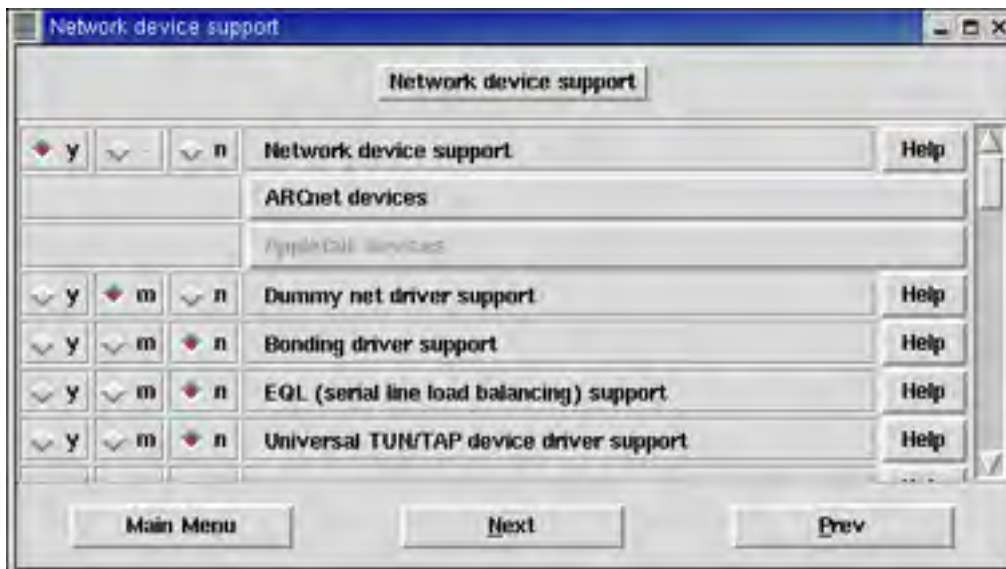 Network device support
Network device support
y - n Network device support Help
ARCnet devices
Appletalk devices
y m n Dummy net driver support Help
y m n Bonding driver support Help
y m n EQL (serial line load balancing) support Help
y m n Universal TUN/TAP device driver support Help
Main Menu Next Prev